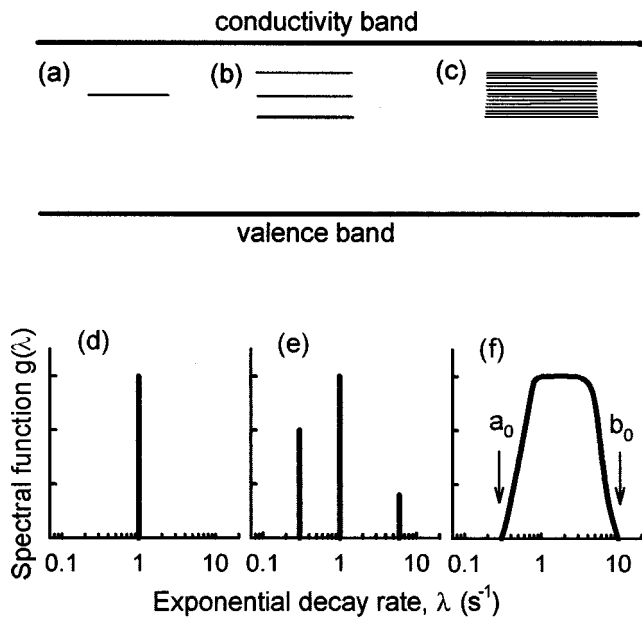 conductivity band
(a) (b) (c)
valence band
Spectral function g(λ)
(d) (e) (f)
a₀ b₀
0.1 1 10 0.1 1 10 0.1 1 10
Exponential decay rate, λ (s⁻¹)